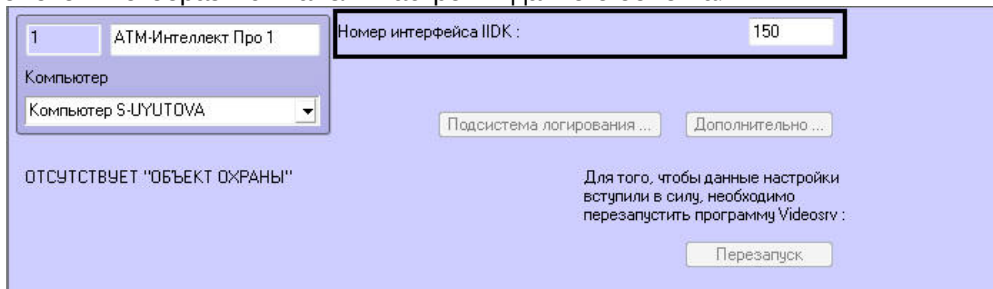 1
АТМ-Интеллект Про 1
Номер интерфейса IIDK :
150
Компьютер
Компьютер S-UYUTOVA
Подсистема логирования ...
Дополнительно ...
ОТСУТСТВУЕТ "ОБЪЕКТ ОХРАНЫ"
Для того, чтобы данные настройки
вступили в силу, необходимо
перезапустить программу Videosrv :
Перезапуск